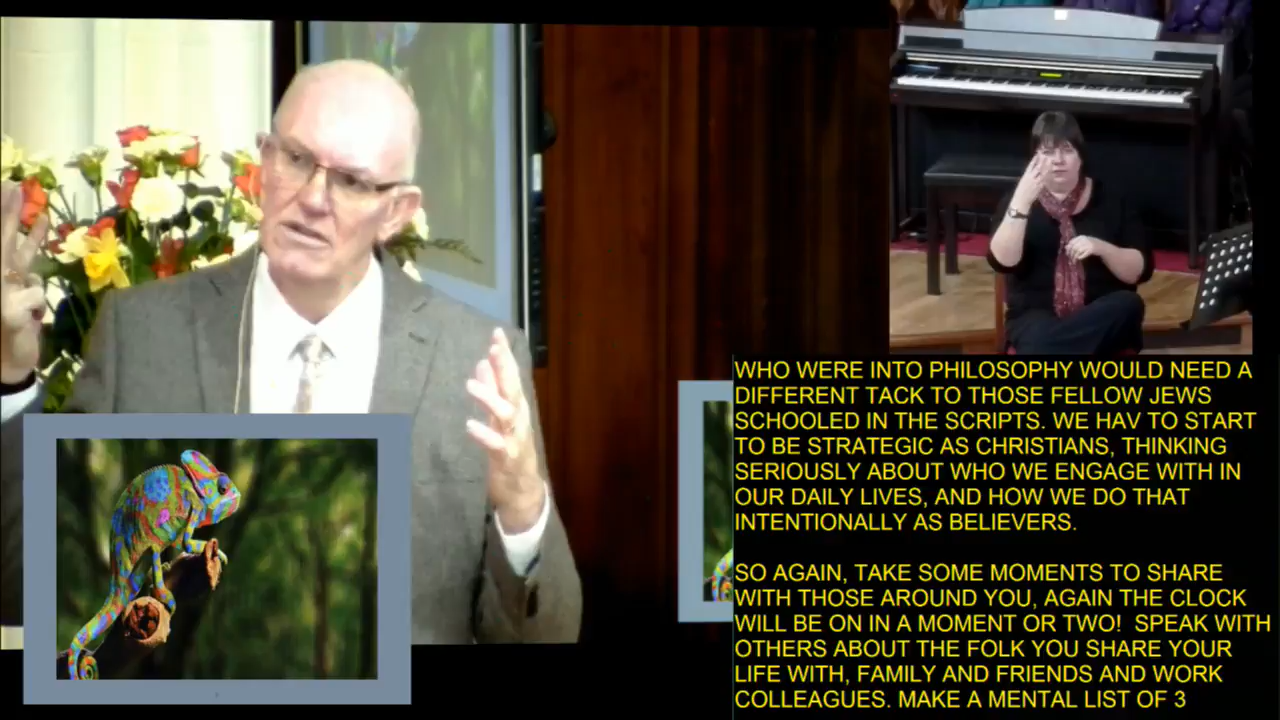 WHO WERE INTO PHILOSOPHY WOULD NEED A
DIFFERENT TACK TO THOSE FELLOW JEWS
SCHOOLED IN THE SCRIPTS. WE HAV TO START
TO BE STRATEGIC AS CHRISTIANS, THINKING
SERIOUSLY ABOUT WHO WE ENGAGE WITH IN
OUR DAILY LIVES, AND HOW WE DO THAT
INTENTIONALLY AS BELIEVERS.
SO AGAIN, TAKE SOME MOMENTS TO SHARE
WITH THOSE AROUND YOU, AGAIN THE CLOCK
WILL BE ON IN A MOMENT OR TWO!  SPEAK WITH
OTHERS ABOUT THE FOLK YOU SHARE YOUR
LIFE WITH, FAMILY AND FRIENDS AND WORK
COLLEAGUES. MAKE A MENTAL LIST OF 3